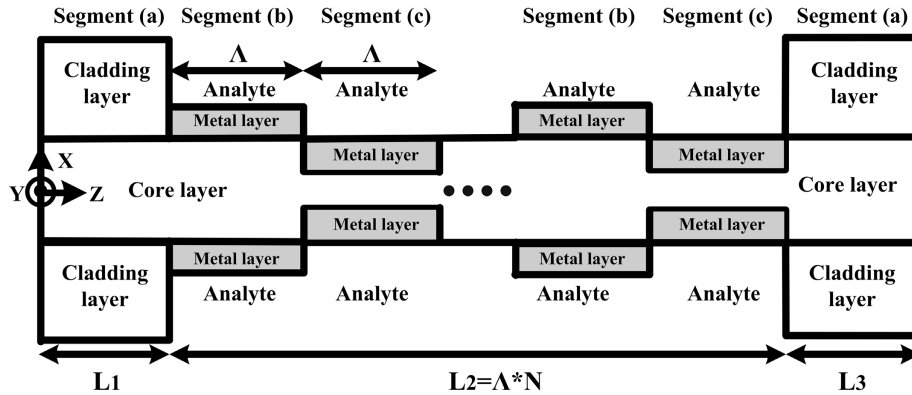 Segment (a)
Segment (b)
Segment (c)
Segment (b)
Segment (c)
Segment (a)
Cladding
layer
Λ
Λ
Cladding
layer
Analyte
Analyte
Analyte
Analyte
Metal layer
Metal layer
Metal layer
Metal layer
X
Y
Z
Core layer
Core layer
Metal layer
Metal layer
Metal layer
Metal layer
Cladding
layer
Analyte
Analyte
Analyte
Analyte
Cladding
layer
L1
L2=Λ*N
L3